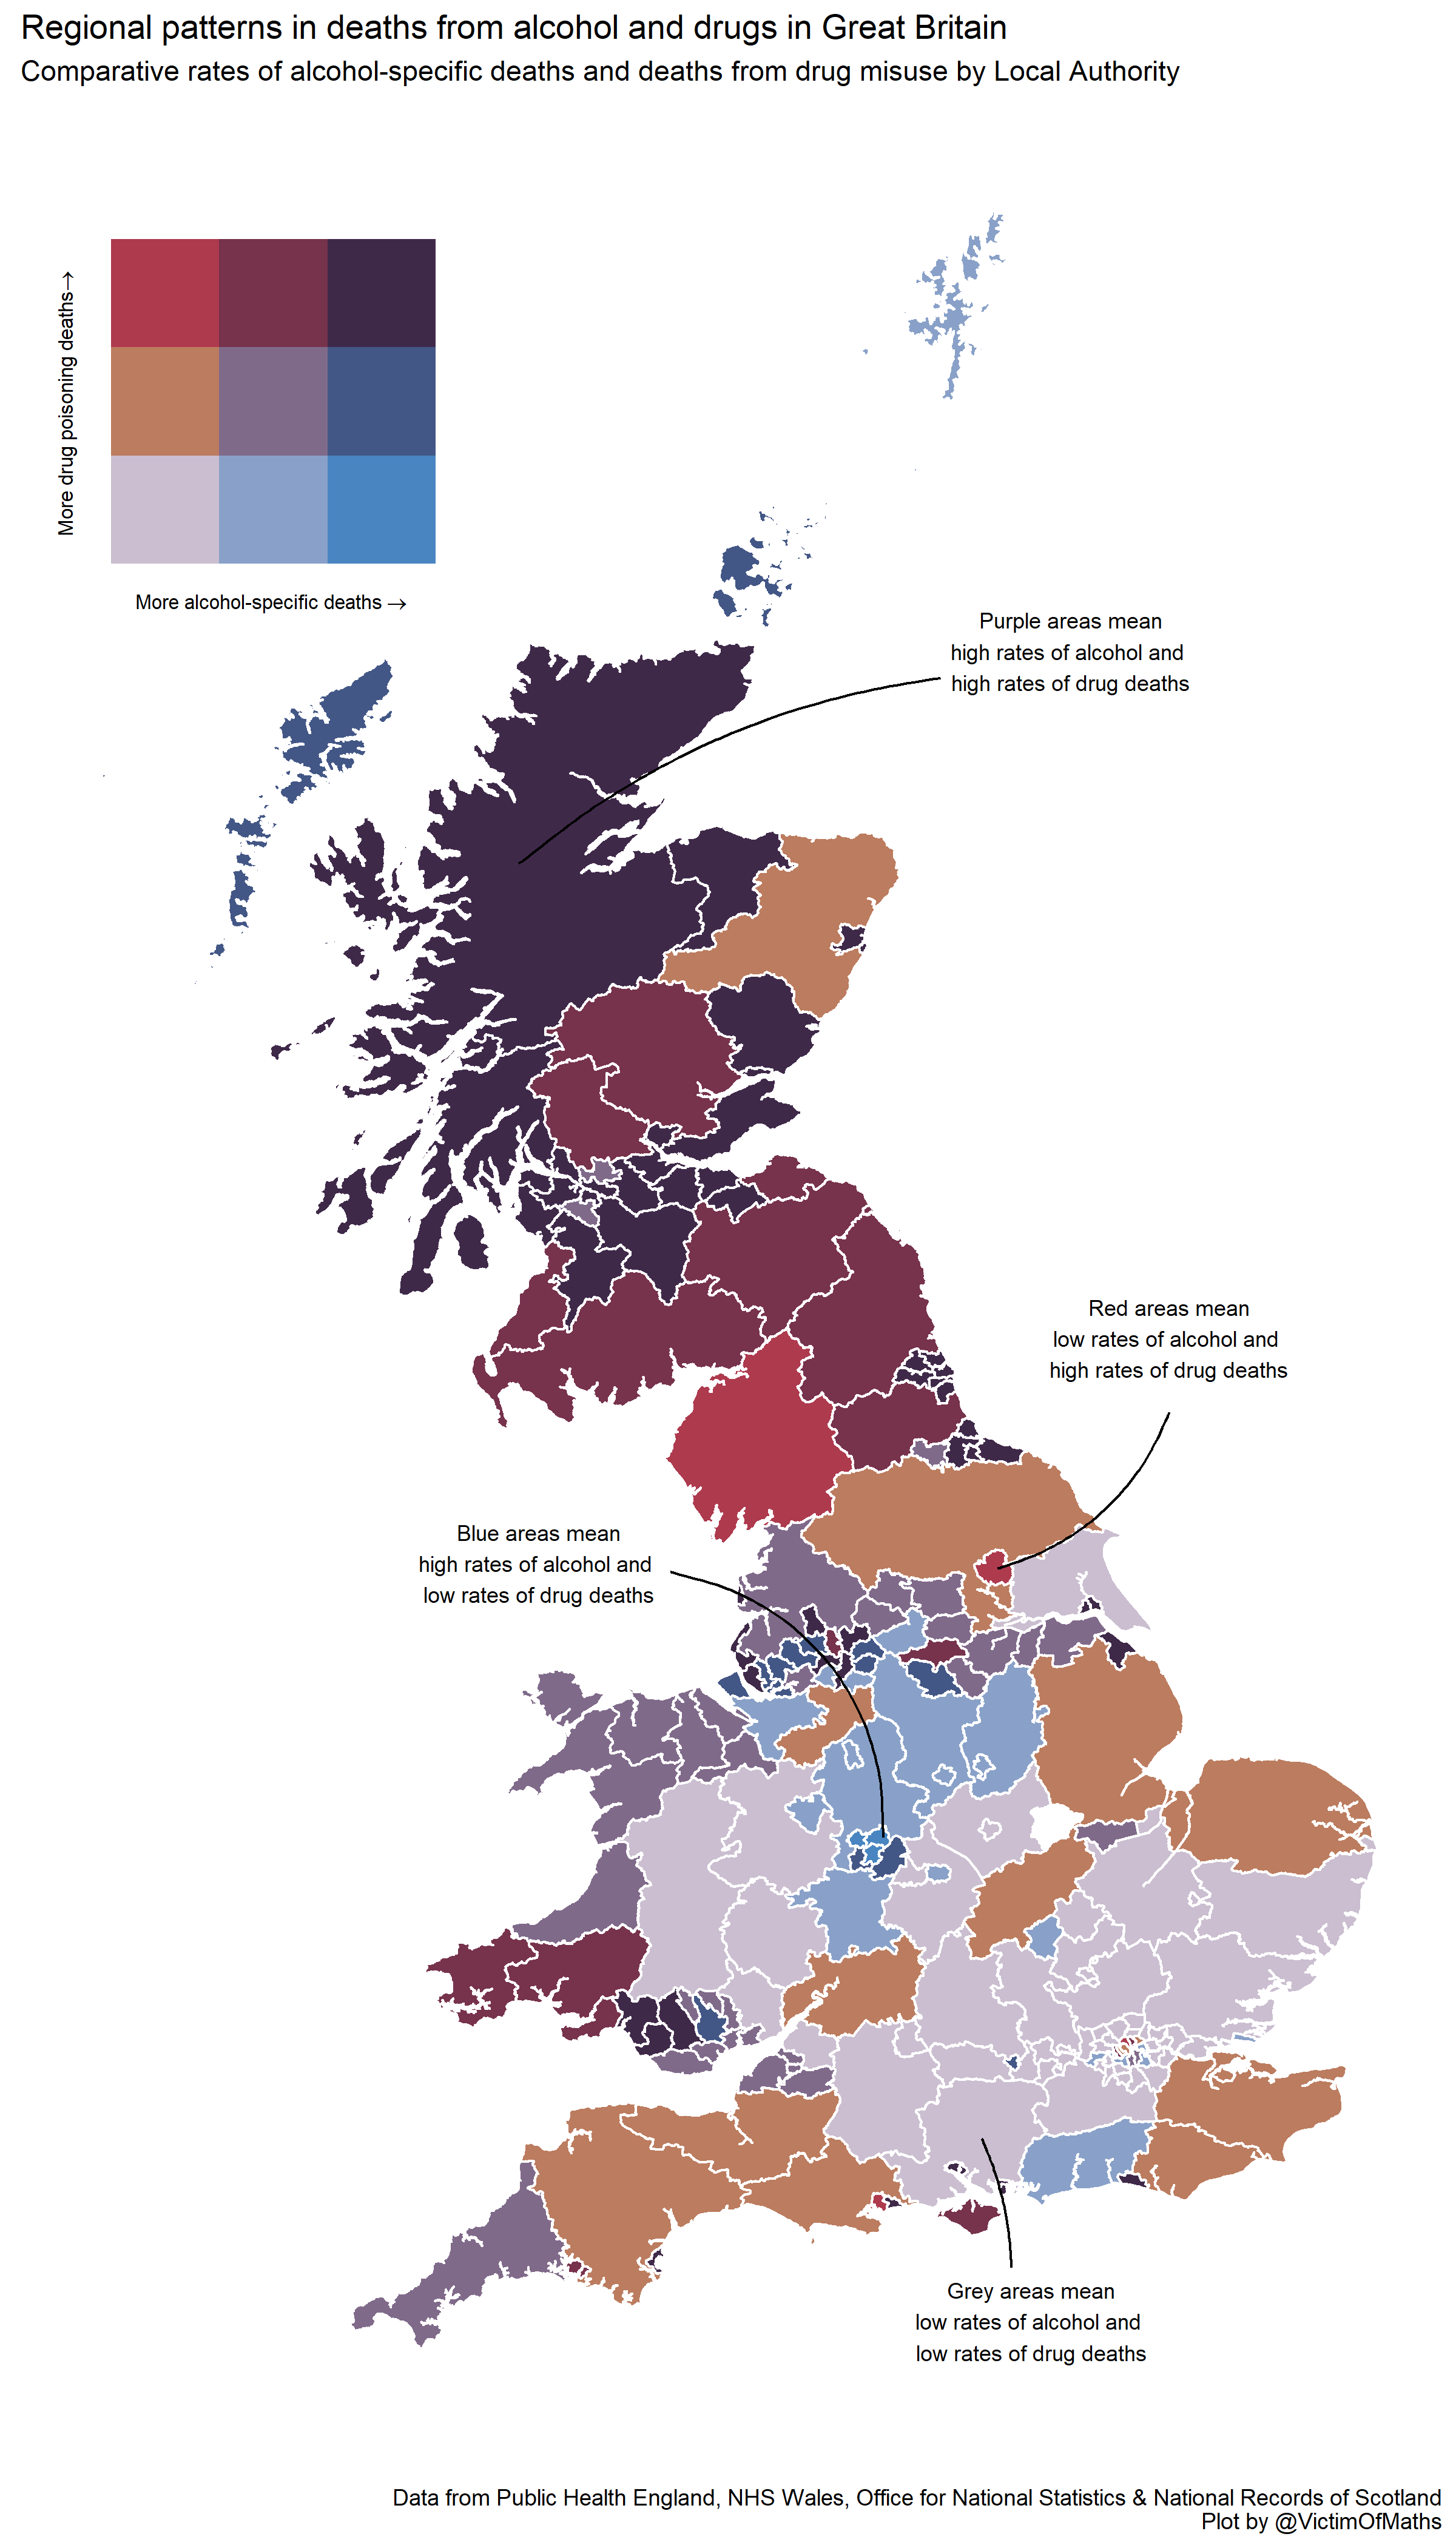 Regional patterns in deaths from alcohol and drugs in Great Britain
Comparative rates of alcohol-specific deaths and deaths from drug misuse by Local Authority
More drug poisoning deaths→
More alcohol-specific deaths →
Purple areas mean
high rates of alcohol and
high rates of drug deaths
Red areas mean
low rates of alcohol and
high rates of drug deaths
Blue areas mean
high rates of alcohol and
low rates of drug deaths
Grey areas mean
low rates of alcohol and
low rates of drug deaths
Data from Public Health England, NHS Wales, Office for National Statistics & National Records of Scotland
Plot by @VictimOfMaths